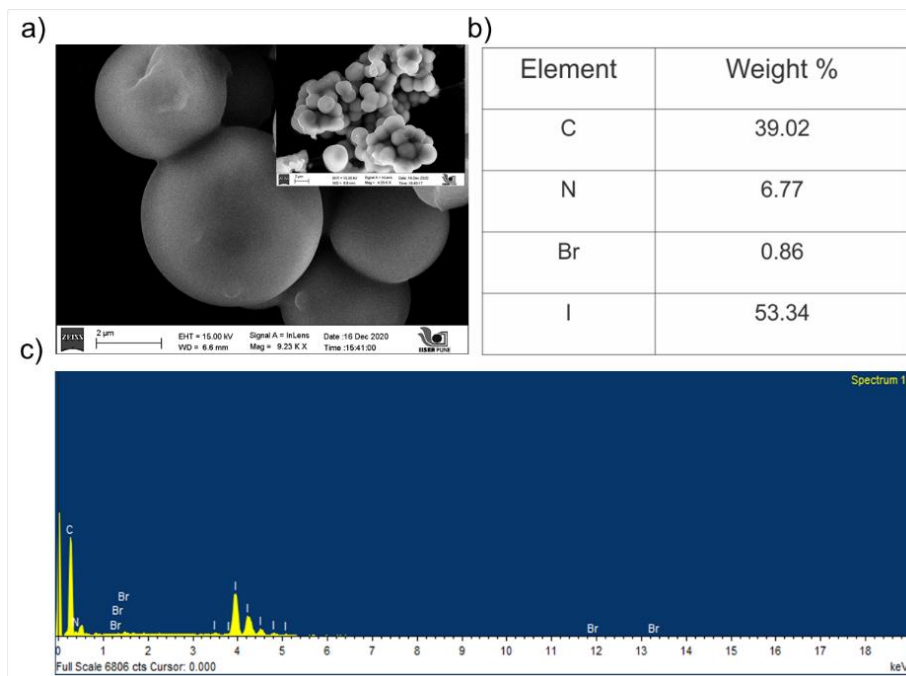 a)
2 µm
EHT = 15.00 kV
WD = 6.6 mm
Signal A = InLens
Mag = 9.23 K X
Date :16 Dec 2020
Time :15:41:00
ZEISS
IISER PUNE
b)
Element Weight %
C 39.02
N 6.77
Br 0.86
I 53.34
c)
Spectrum 1
C
N
Br
Br
Br
I
I
I
I
I
I
I
Br
Br
0 1 2 3 4 5 6 7 8 9 10 11 12 13 14 15 16 17 18
Full Scale 6806 cts Cursor: 0.000
keV